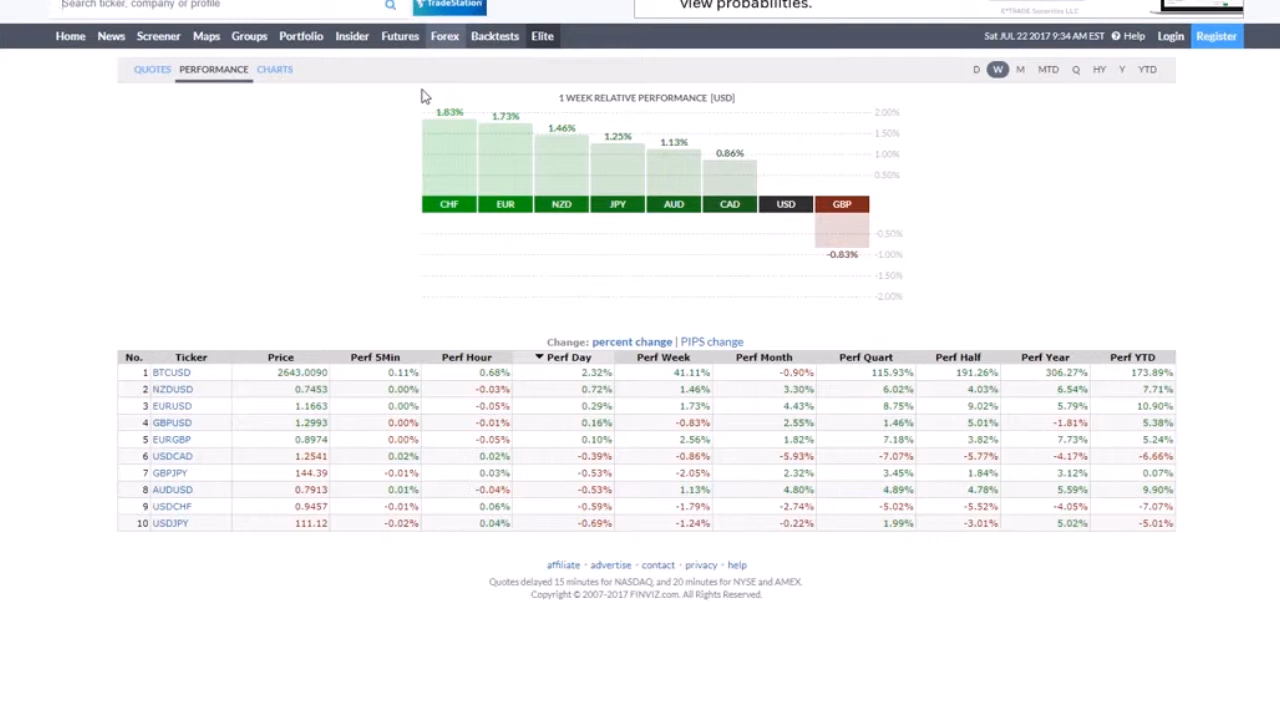 Search ticker, company or profile TradeStation view probabilities. E*TRADE Securities LLC
Home News Screener Maps Groups Portfolio Insider Futures Forex Backtests Elite Sat JUL 22 2017 9:34 AM EST Help Login Register
QUOTES PERFORMANCE CHARTS D W M MTD Q HY Y YTD
1 WEEK RELATIVE PERFORMANCE [USD]
1.83% 1.73% 1.46% 1.25% 1.13% 0.86% 2.00%
1.50%
1.00%
0.50%
CHF EUR NZD JPY AUD CAD USD GBP
-0.50%
-0.83% -1.00%
-1.50%
-2.00%
Change: percent change | PIPS change
No. Ticker Price Perf 5Min Perf Hour Perf Day Perf Week Perf Month Perf Quart Perf Half Perf Year Perf YTD
1 BTCUSD 2643.0090 0.11% 0.68% 2.32% 41.11% -0.90% 115.93% 191.26% 306.27% 173.89%
2 NZDUSD 0.7453 0.00% -0.03% 0.72% 1.46% 3.30% 6.02% 4.03% 6.54% 7.71%
3 EURUSD 1.1663 0.00% -0.05% 0.29% 1.73% 4.43% 8.75% 9.02% 5.79% 10.90%
4 GBPUSD 1.2993 0.00% -0.01% 0.16% -0.83% 2.55% 1.46% 5.01% -1.81% 5.38%
5 EURGBP 0.8974 0.00% -0.05% 0.10% 2.56% 1.82% 7.18% 3.82% 7.73% 5.24%
6 USDCAD 1.2541 0.02% 0.02% -0.39% -0.86% -5.93% -7.07% -5.77% -4.17% -6.66%
7 GBPJPY 144.39 -0.01% 0.03% -0.53% -2.05% 2.32% 3.45% 1.84% 3.12% 0.07%
8 AUDUSD 0.7913 0.01% -0.04% -0.53% 1.13% 4.80% 4.89% 4.78% 5.59% 9.90%
9 USDCHF 0.9457 -0.01% 0.06% -0.59% -1.79% -2.74% -5.02% -5.52% -4.05% -7.07%
10 USDJPY 111.12 -0.02% 0.04% -0.69% -1.24% -0.22% 1.99% -3.01% 5.02% -5.01%
affiliate · advertise · contact · privacy · help
Quotes delayed 15 minutes for NASDAQ, and 20 minutes for NYSE and AMEX.
Copyright © 2007-2017 FINVIZ.com. All Rights Reserved.